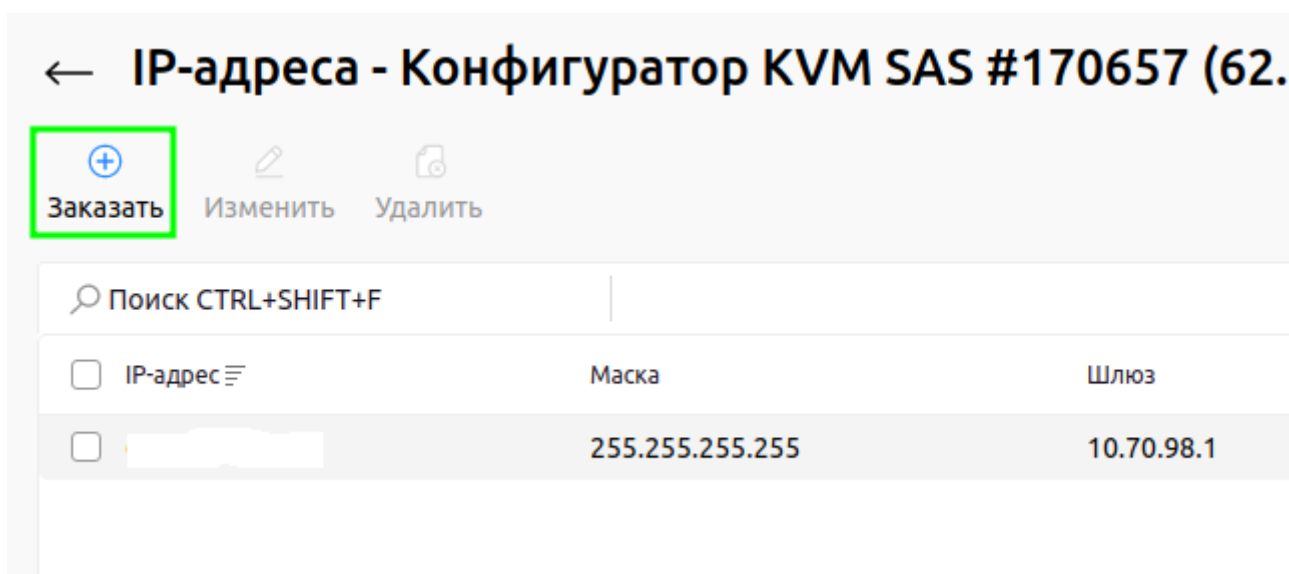 ← IP-адреса - Конфигуратор KVM SAS #170657 (62.
Заказать Изменить Удалить
Поиск CTRL+SHIFT+F
IP-адрес Маска Шлюз
255.255.255.255 10.70.98.1